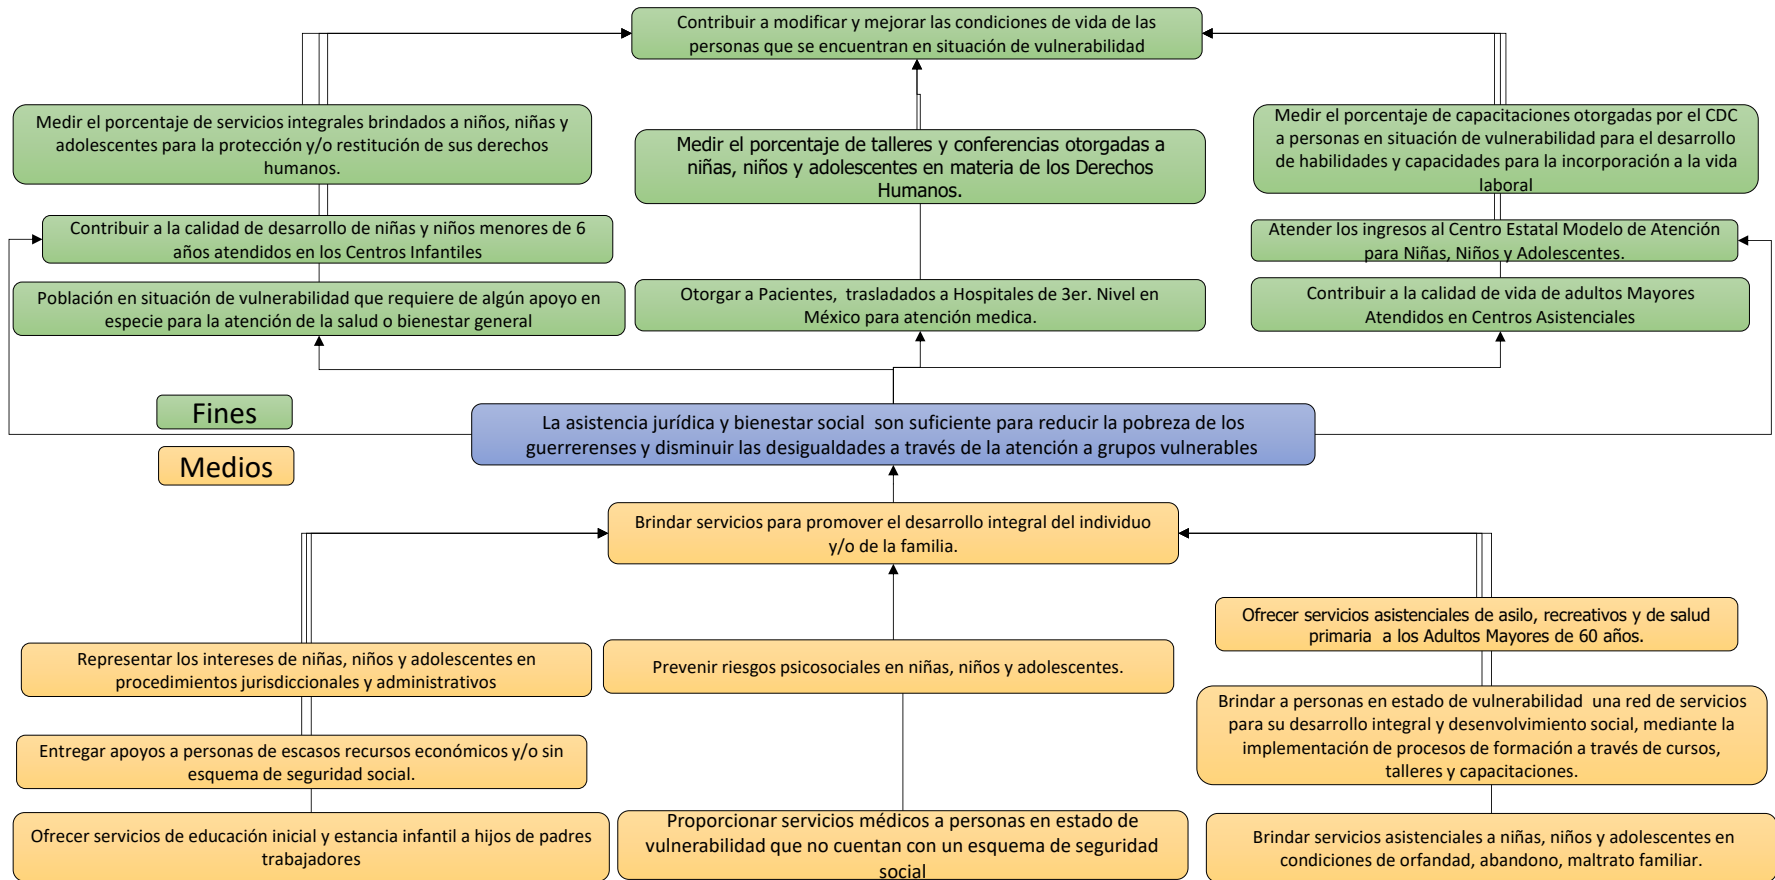 Contribuir a modificar y mejorar las condiciones de vida de las
personas que se encuentran en situación de vulnerabilidad
Medir el porcentaje de servicios integrales brindados a niños, niñas y
adolescentes para la protección y/o restitución de sus derechos
humanos.
Medir el porcentaje de talleres y conferencias otorgadas a
niñas, niños y adolescentes en materia de los Derechos
Humanos.
Medir el porcentaje de capacitaciones otorgadas por el CDC
a personas en situación de vulnerabilidad para el desarrollo
de habilidades y capacidades para la incorporación a la vida
laboral
Contribuir a la calidad de desarrollo de niñas y niños menores de 6
años atendidos en los Centros Infantiles
Atender los ingresos al Centro Estatal Modelo de Atención
para Niñas, Niños y Adolescentes.
Población en situación de vulnerabilidad que requiere de algún apoyo en
especie para la atención de la salud o bienestar general
Otorgar a Pacientes, trasladados a Hospitales de 3er. Nivel en
México para atención medica.
Contribuir a la calidad de vida de adultos Mayores
Atendidos en Centros Asistenciales
Fines
La asistencia jurídica y bienestar social son suficiente para reducir la pobreza de los
guerrerenses y disminuir las desigualdades a través de la atención a grupos vulnerables
Medios
Brindar servicios para promover el desarrollo integral del individuo
y/o de la familia.
Ofrecer servicios asistenciales de asilo, recreativos y de salud
primaria a los Adultos Mayores de 60 años.
Representar los intereses de niñas, niños y adolescentes en
procedimientos jurisdiccionales y administrativos
Prevenir riesgos psicosociales en niñas, niños y adolescentes.
Brindar a personas en estado de vulnerabilidad una red de servicios
para su desarrollo integral y desenvolvimiento social, mediante la
implementación de procesos de formación a través de cursos,
talleres y capacitaciones.
Entregar apoyos a personas de escasos recursos económicos y/o sin
esquema de seguridad social.
Ofrecer servicios de educación inicial y estancia infantil a hijos de padres
trabajadores
Proporcionar servicios médicos a personas en estado de
vulnerabilidad que no cuentan con un esquema de seguridad
social
Brindar servicios asistenciales a niñas, niños y adolescentes en
condiciones de orfandad, abandono, maltrato familiar.